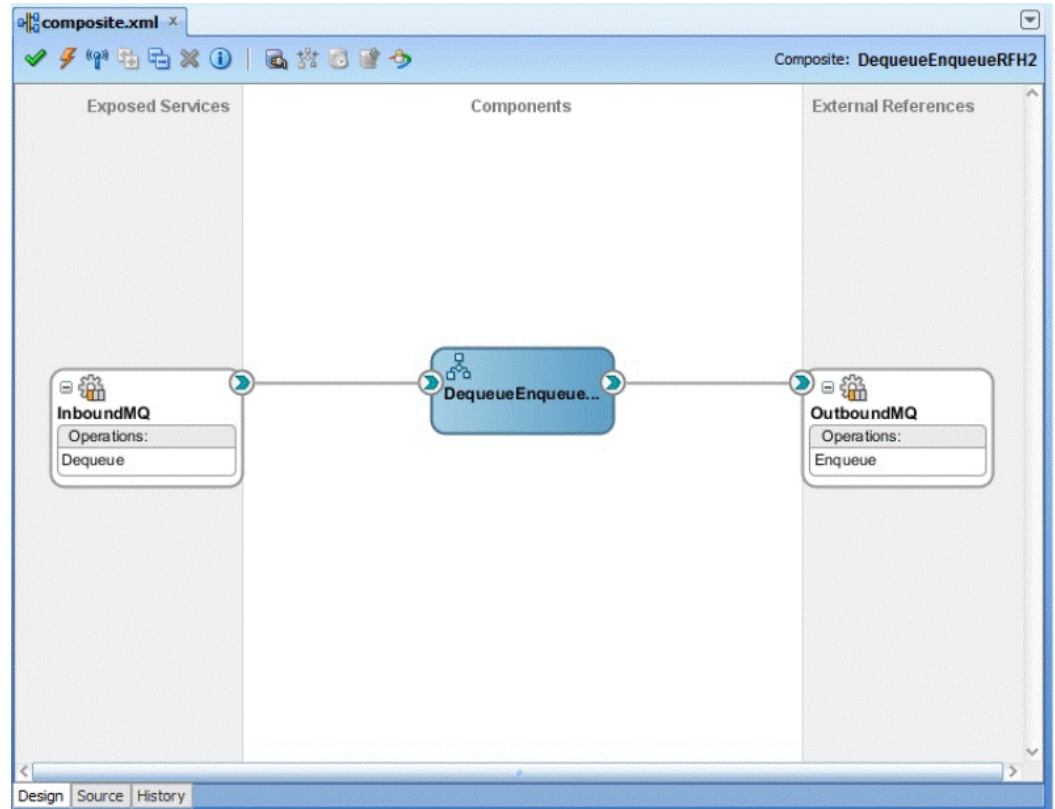 composite.xml
Composite: DequeueEnqueueRFH2
Exposed Services
Components
External References
DequeueEnqueue...
InboundMQ
Operations:
Dequeue
OutboundMQ
Operations:
Enqueue
Design Source History